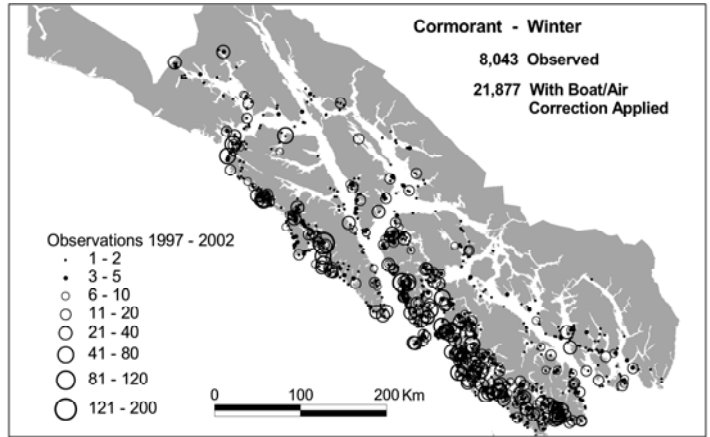 Cormorant - Winter
8,043 Observed
21,877 With Boat/Air
Correction Applied
Observations 1997 - 2002
1 - 2
3 - 5
6 - 10
11 - 20
21 - 40
41 - 80
81 - 120
121 - 200
0 100 200 Km